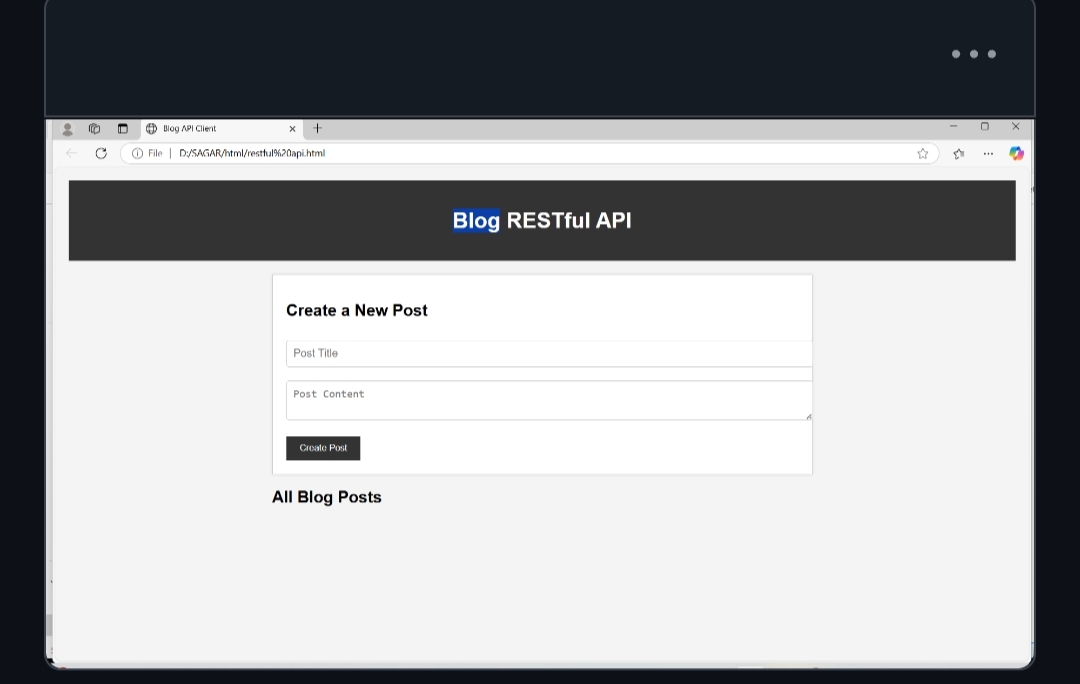 Blog API Client
File | D:/SAGAR/html/restful%20api.html
Blog RESTful API
Create a New Post
Post Title
Post Content
Create Post
All Blog Posts